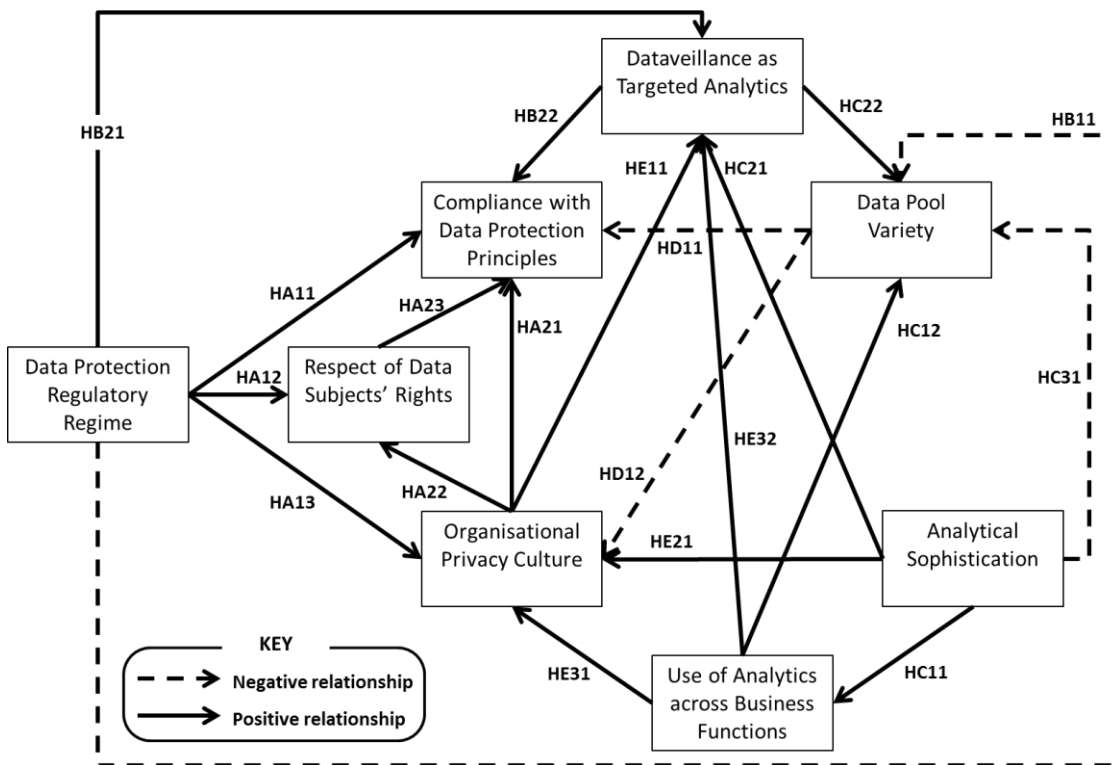 Dataveillance as
Targeted Analytics
HB21
HB22
HC22
HB11
HE11
HC21
Compliance with
Data Protection
Principles
Data Pool
Variety
HD11
HA11
HA23
HA21
HC12
Data Protection
Regulatory
Regime
HA12
Respect of Data
Subjects’ Rights
HC31
HE32
HD12
HA22
HA13
Organisational
Privacy Culture
HE21
Analytical
Sophistication
KEY
Negative relationship
Positive relationship
HE31
Use of Analytics
across Business
Functions
HC11